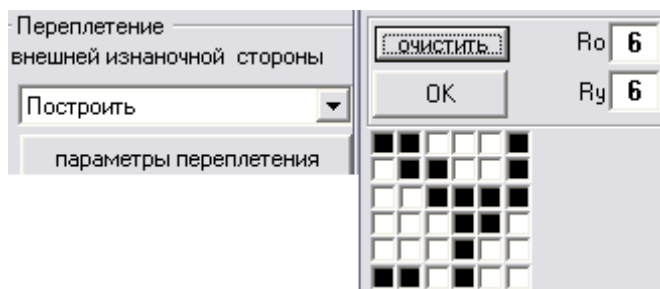 Переплетение
внешней изнаночной стороны
Построить
параметры переплетения
очистить
Ro 6
OK
Ry 6